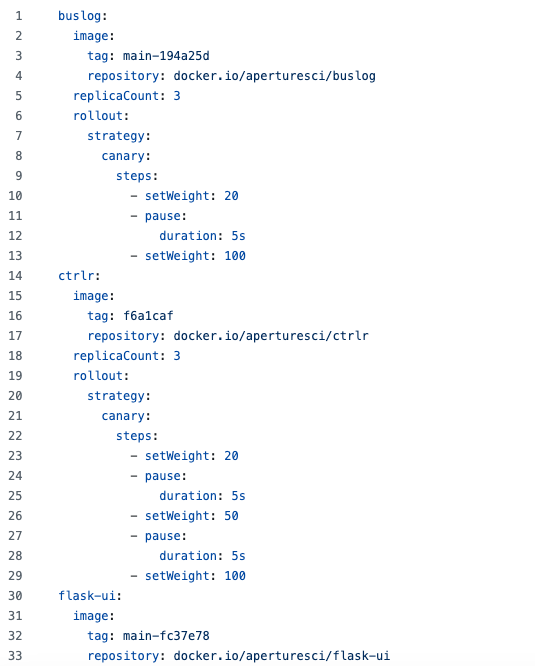 1 buslog:
2 image:
3 tag: main-194a25d
4 repository: docker.io/aperturesci/buslog
5 replicaCount: 3
6 rollout:
7 strategy:
8 canary:
9 steps:
10 - setWeight: 20
11 - pause:
12 duration: 5s
13 - setWeight: 100
14 ctrlr:
15 image:
16 tag: f6a1caf
17 repository: docker.io/aperturesci/ctrlr
18 replicaCount: 3
19 rollout:
20 strategy:
21 canary:
22 steps:
23 - setWeight: 20
24 - pause:
25 duration: 5s
26 - setWeight: 50
27 - pause:
28 duration: 5s
29 - setWeight: 100
30 flask-ui:
31 image:
32 tag: main-fc37e78
33 repository: docker.io/aperturesci/flask-ui